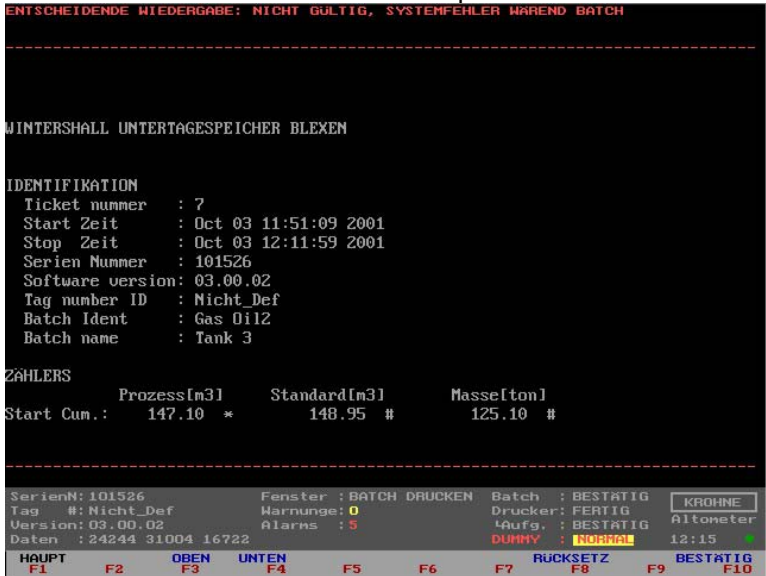 ENTSCHEIDENDE WIEDERGABE: NICHT GÜLTIG, SYSTEMFEHLER WÄREND BATCH
WINTERSHALL UNTERTAGESPEICHER BLEXEN
IDENTIFIKATION
Ticket nummer : 7
Start Zeit : Oct 03 11:51:09 2001
Stop Zeit : Oct 03 12:11:59 2001
Serien Nummer : 101526
Software version: 03.00.02
Tag number ID : Nicht_Def
Batch Ident : Gas Oil2
Batch name : Tank 3
ZÄHLERS
Prozess[m3] Standard[m3] Masse[ton]
Start Cum.: 147.10 * 148.95 # 125.10 #
SerienN: 101526 Fenster : BATCH DRUCKEN Batch : BESTÄTIG KROHNE
Tag #: Nicht_Def Warnunge: 0 Drucker: FERTIG
Version: 03.00.02 Alarms : 5 4Aufg. : BESTÄTIG Altometer
Daten : 24244 31004 16722 DUMMY : NORMAL 12:15
HAUPT OBEN UNTEN RÜCKSETZ BESTÄTIG
F1 F2 F3 F4 F5 F6 F7 F8 F9 F10